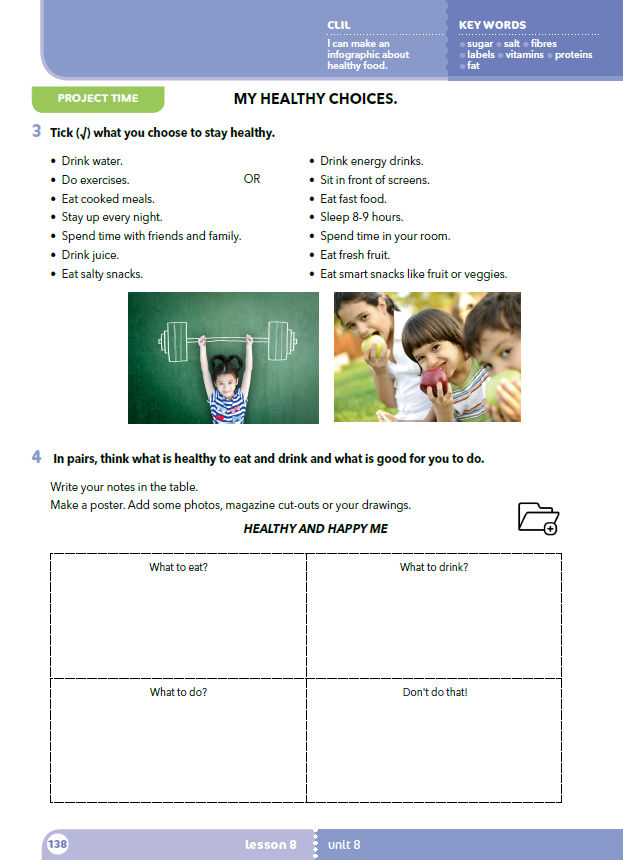 CLIL
I can make an
infographic about
healthy food.
KEY WORDS
sugar salt fibres
labels vitamins proteins
fat
PROJECT TIME
MY HEALTHY CHOICES.
3 Tick (√) what you choose to stay healthy.
• Drink water.
• Do exercises.
• Eat cooked meals.
• Stay up every night.
• Spend time with friends and family.
• Drink juice.
• Eat salty snacks.
OR
• Drink energy drinks.
• Sit in front of screens.
• Eat fast food.
• Sleep 8-9 hours.
• Spend time in your room.
• Eat fresh fruit.
• Eat smart snacks like fruit or veggies.
4 In pairs, think what is healthy to eat and drink and what is good for you to do.
Write your notes in the table.
Make a poster. Add some photos, magazine cut-outs or your drawings.
HEALTHY AND HAPPY ME
What to eat?
What to drink?
What to do?
Don't do that!
138
lesson 8
unit 8